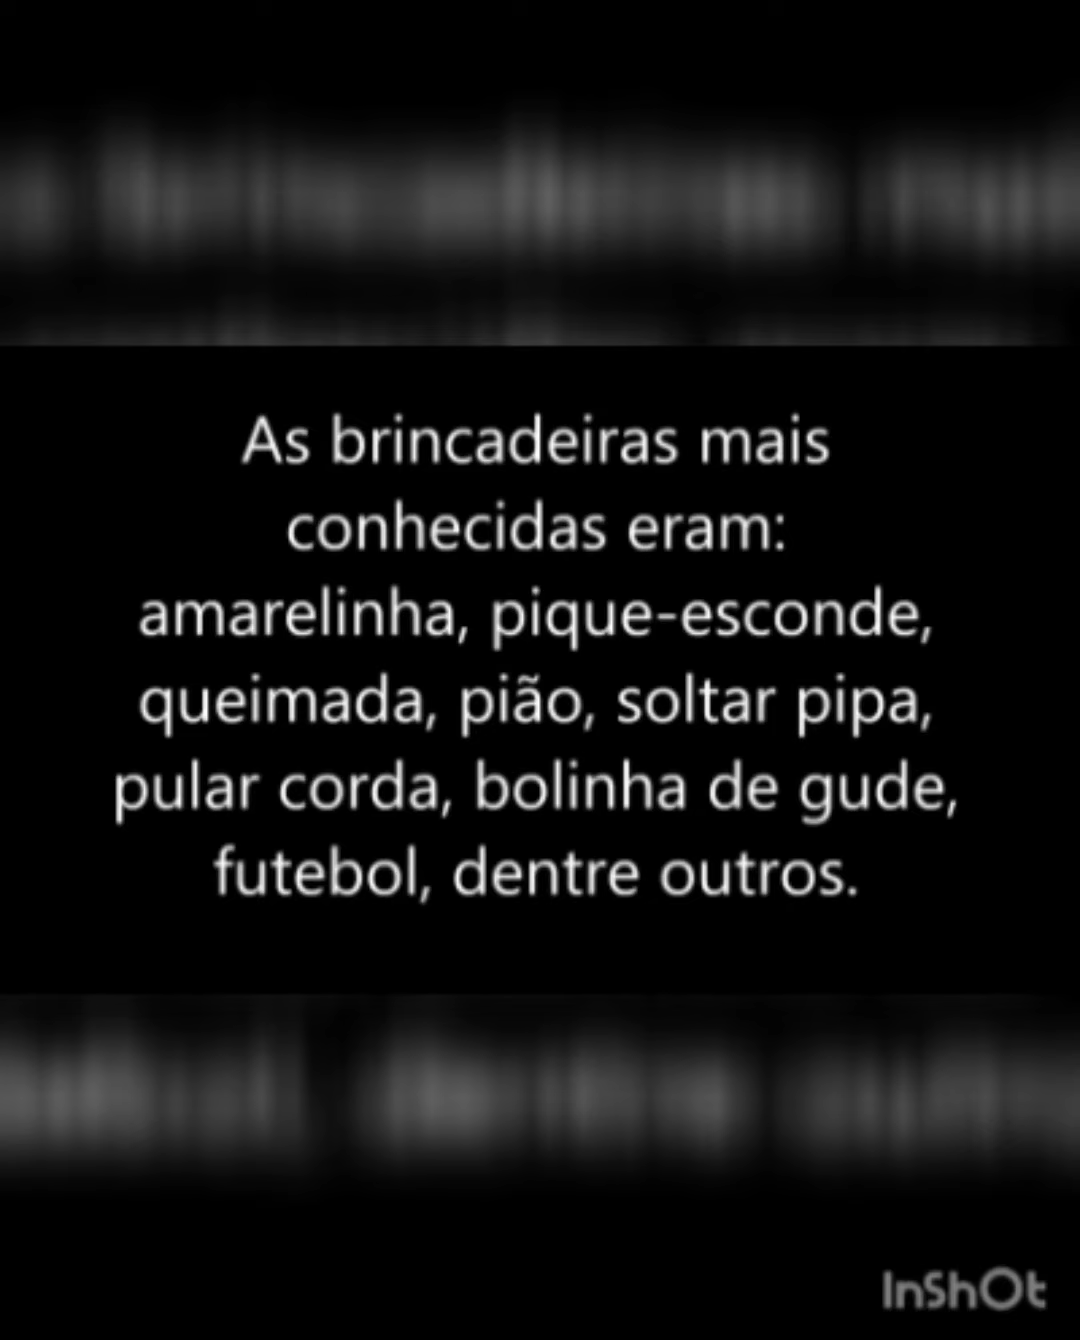 As brincadeiras mais
conhecidas eram:
amarelinha, pique-esconde,
queimada, pião, soltar pipa,
pular corda, bolinha de gude,
futebol, dentre outros.
InShOt